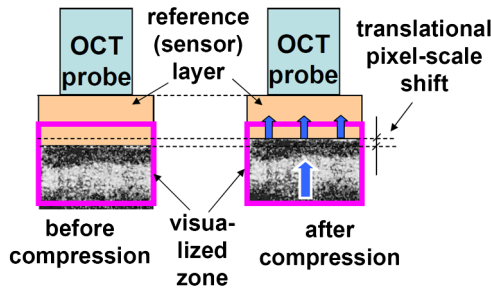 OCT
probe
reference
(sensor)
layer
OCT
probe
translational
pixel-scale
shift
before
compression
visua-
lized
zone
after
compression